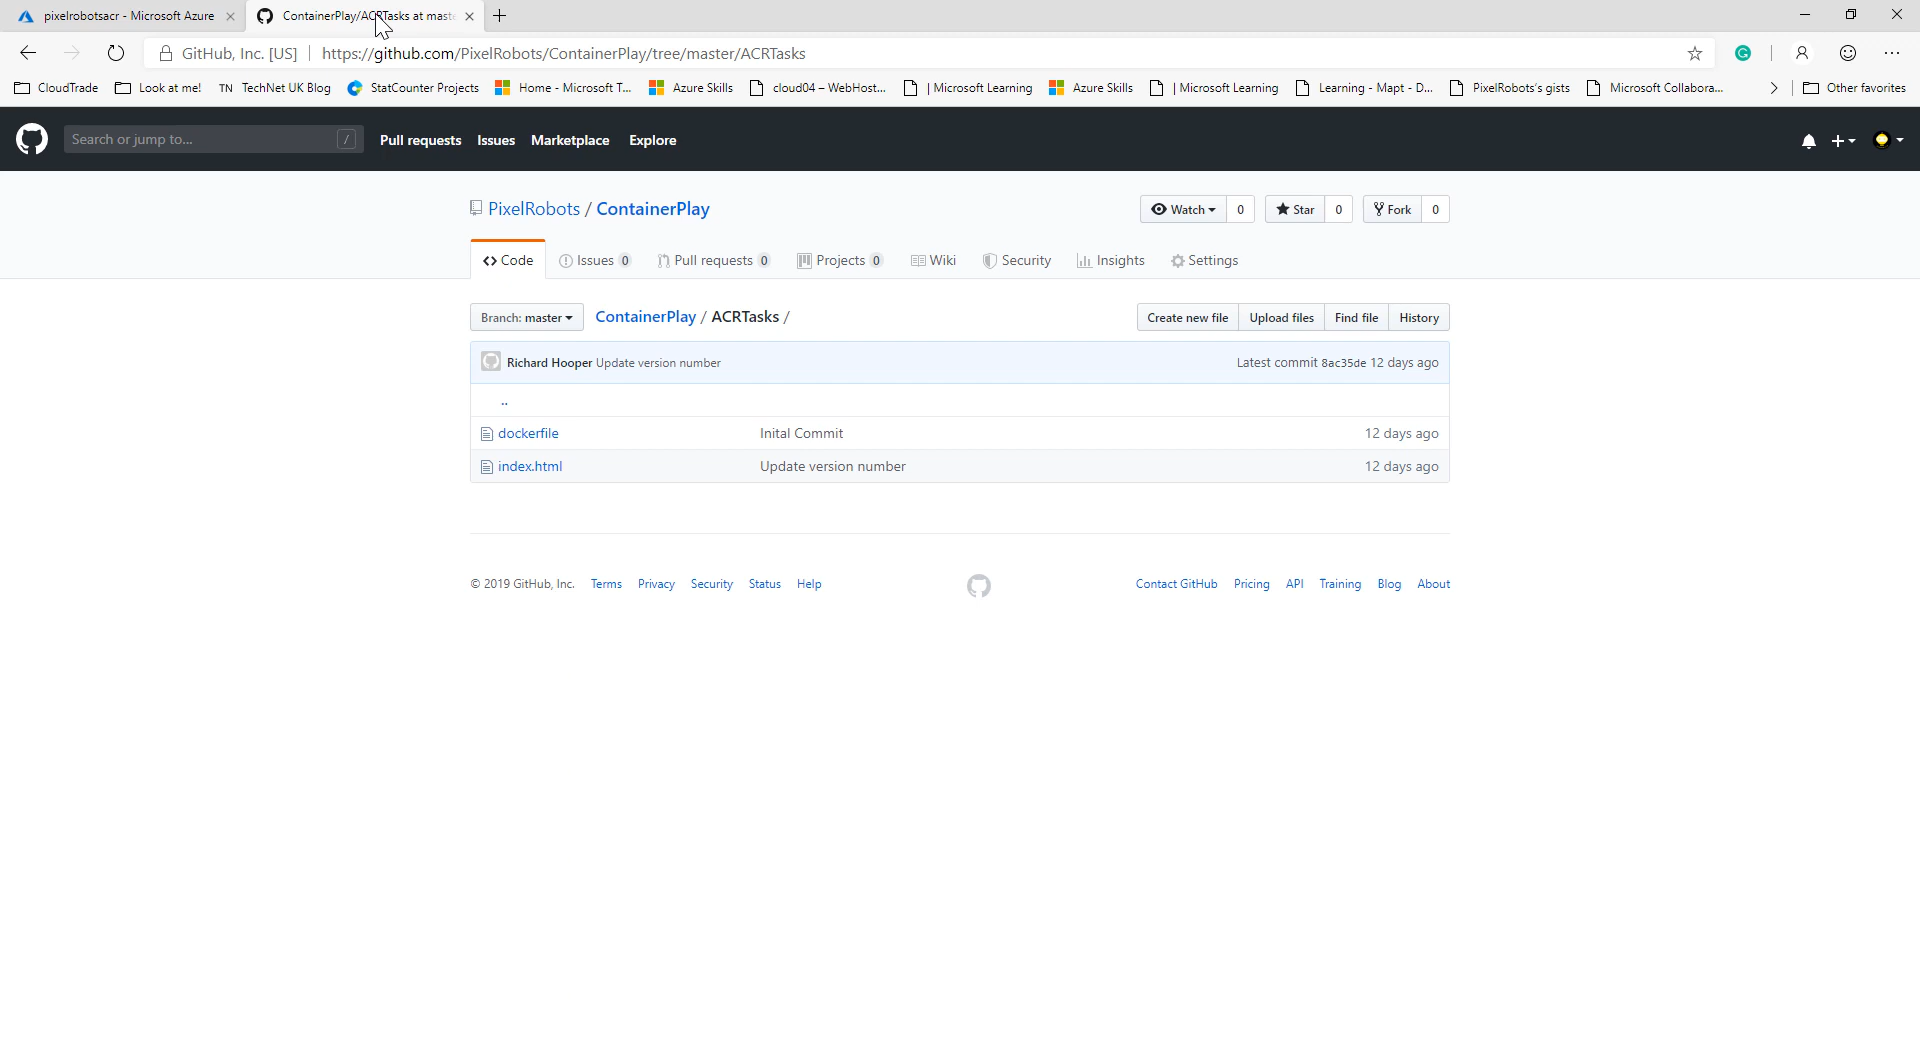 pixelrobotsacr - Microsoft Azure
ContainerPlay/ACRTasks at maste
GitHub, Inc. [US] https://github.com/PixelRobots/ContainerPlay/tree/master/ACRTasks
CloudTrade Look at me! TN TechNet UK Blog StatCounter Projects Home - Microsoft T... Azure Skills cloud04 – WebHost... | Microsoft Learning Azure Skills | Microsoft Learning Learning - Mapt - D... PixelRobots's gists Microsoft Collabora... Other favorites
Search or jump to... / Pull requests Issues Marketplace Explore
PixelRobots / ContainerPlay Watch 0 Star 0 Fork 0
Code Issues 0 Pull requests 0 Projects 0 Wiki Security Insights Settings
Branch: master ContainerPlay / ACRTasks / Create new file Upload files Find file History
Richard Hooper Update version number Latest commit 8ac35de 12 days ago
..
dockerfile Inital Commit 12 days ago
index.html Update version number 12 days ago
© 2019 GitHub, Inc. Terms Privacy Security Status Help Contact GitHub Pricing API Training Blog About